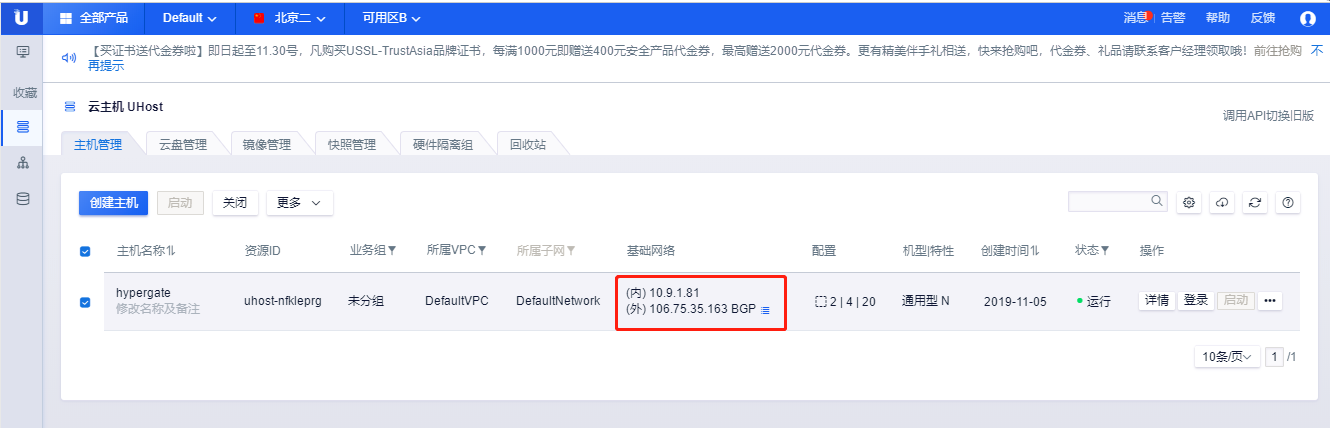 全部产品 Default 北京二 可用区B 消息 告警 帮助 反馈
【买证书送代金券啦】即日起至11.30号，凡购买USSL-TrustAsia品牌证书，每满1000元即赠送400元安全产品代金券，最高赠送2000元代金券。更有精美伴手礼相送，快来抢购吧，代金券、礼品请联系客户经理领取哦！前往抢购 不
再提示
收藏
云主机 UHost
调用API切换旧版
主机管理 云盘管理 镜像管理 快照管理 硬件隔离组 回收站
创建主机 启动 关闭 更多
主机名称 资源ID 业务组 所属VPC 所属子网 基础网络 配置 机型|特性 创建时间 状态 操作
hypergate
修改名称及备注
uhost-nfkleprg 未分组 DefaultVPC DefaultNetwork
(内) 10.9.1.81
(外) 106.75.35.163 BGP
2 | 4 | 20 通用型 N 2019-11-05 运行 详情 登录 启动 •••
10条/页 1 /1